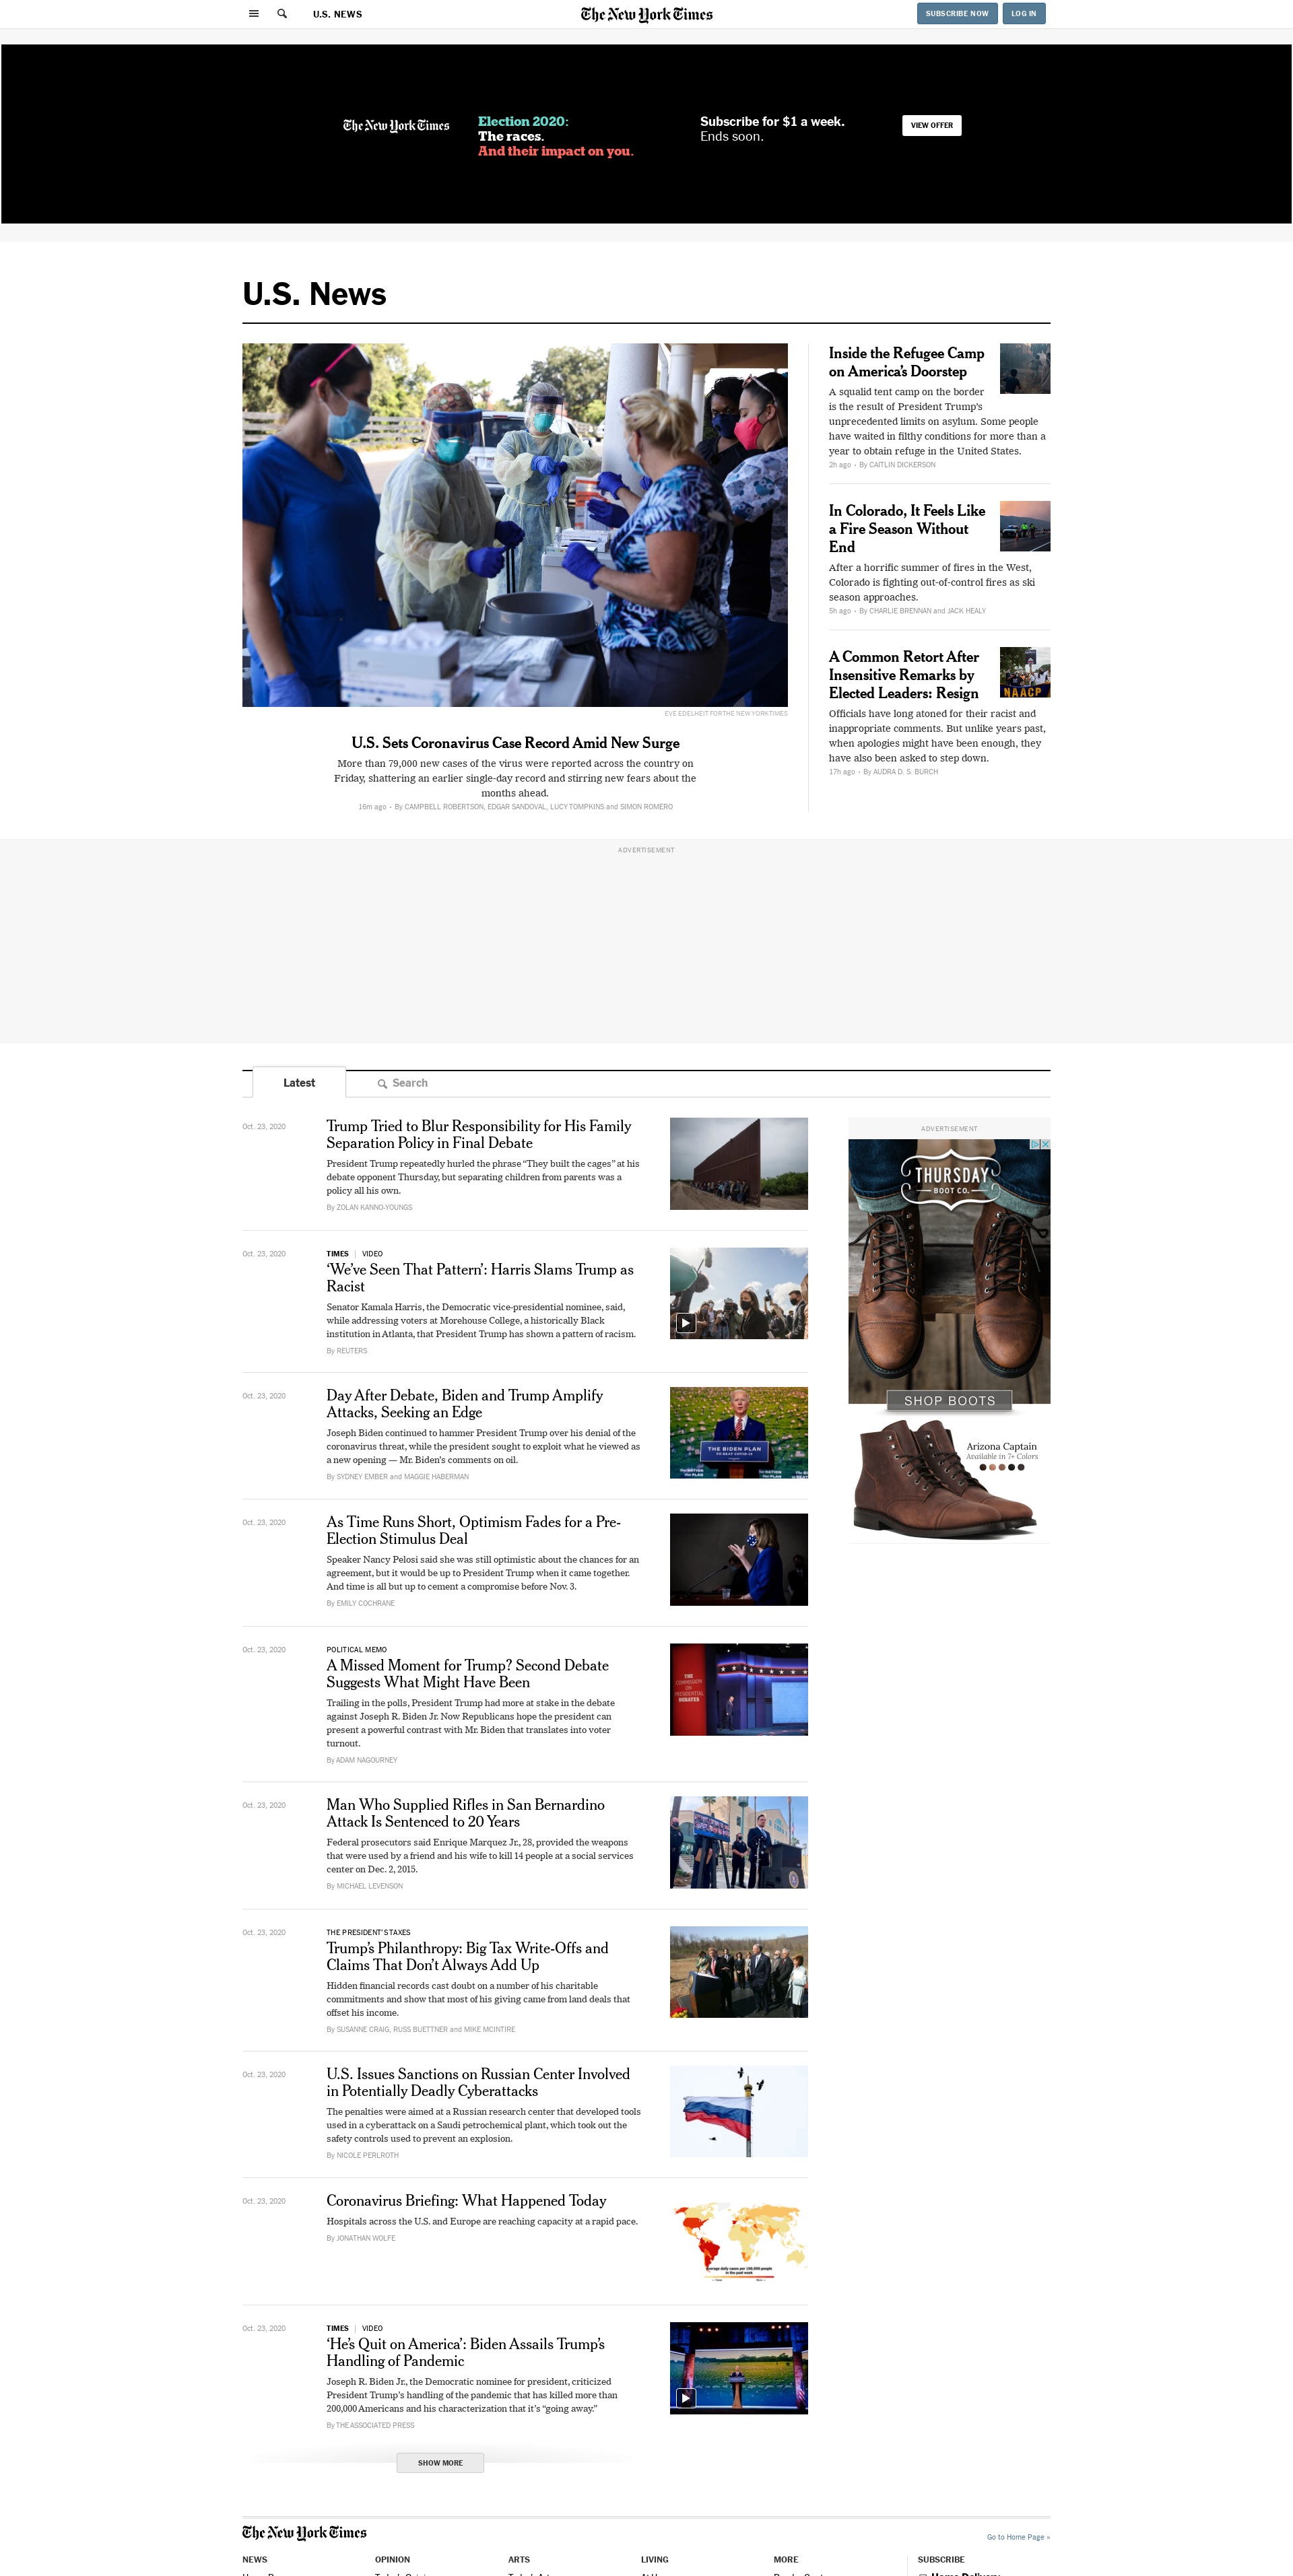 U.S. NEWS
The New York Times
SUBSCRIBE NOW
LOG IN
The New York Times
Election 2020:
The races.
And their impact on you.
Subscribe for $1 a week.
Ends soon.
VIEW OFFER
U.S. News
EVE EDELHEIT FOR THE NEW YORK TIMES
U.S. Sets Coronavirus Case Record Amid New Surge
More than 79,000 new cases of the virus were reported across the country on
Friday, shattering an earlier single-day record and stirring new fears about the
months ahead.
16m ago • By CAMPBELL ROBERTSON, EDGAR SANDOVAL, LUCY TOMPKINS and SIMON ROMERO
Inside the Refugee Camp
on America’s Doorstep
A squalid tent camp on the border
is the result of President Trump’s
unprecedented limits on asylum. Some people
have waited in filthy conditions for more than a
year to obtain refuge in the United States.
2h ago • By CAITLIN DICKERSON
In Colorado, It Feels Like
a Fire Season Without
End
After a horrific summer of fires in the West,
Colorado is fighting out-of-control fires as ski
season approaches.
5h ago • By CHARLIE BRENNAN and JACK HEALY
A Common Retort After
Insensitive Remarks by
Elected Leaders: Resign
NAACP
Officials have long atoned for their racist and
inappropriate comments. But unlike years past,
when apologies might have been enough, they
have also been asked to step down.
17h ago • By AUDRA D. S. BURCH
ADVERTISEMENT
Latest
Search
Oct. 23, 2020
Trump Tried to Blur Responsibility for His Family
Separation Policy in Final Debate
President Trump repeatedly hurled the phrase “They built the cages” at his
debate opponent Thursday, but separating children from parents was a
policy all his own.
By ZOLAN KANNO-YOUNGS
Oct. 23, 2020
TIMES | VIDEO
‘We’ve Seen That Pattern’: Harris Slams Trump as
Racist
Senator Kamala Harris, the Democratic vice-presidential nominee, said,
while addressing voters at Morehouse College, a historically Black
institution in Atlanta, that President Trump has shown a pattern of racism.
By REUTERS
Oct. 23, 2020
Day After Debate, Biden and Trump Amplify
Attacks, Seeking an Edge
Joseph Biden continued to hammer President Trump over his denial of the
coronavirus threat, while the president sought to exploit what he viewed as
a new opening — Mr. Biden’s comments on oil.
By SYDNEY EMBER and MAGGIE HABERMAN
THE BIDEN PLAN
Oct. 23, 2020
As Time Runs Short, Optimism Fades for a Pre-
Election Stimulus Deal
Speaker Nancy Pelosi said she was still optimistic about the chances for an
agreement, but it would be up to President Trump when it came together.
And time is all but up to cement a compromise before Nov. 3.
By EMILY COCHRANE
Oct. 23, 2020
POLITICAL MEMO
A Missed Moment for Trump? Second Debate
Suggests What Might Have Been
Trailing in the polls, President Trump had more at stake in the debate
against Joseph R. Biden Jr. Now Republicans hope the president can
present a powerful contrast with Mr. Biden that translates into voter
turnout.
By ADAM NAGOURNEY
THE
COMMISSION
ON
PRESIDENTIAL
DEBATES
Oct. 23, 2020
Man Who Supplied Rifles in San Bernardino
Attack Is Sentenced to 20 Years
Federal prosecutors said Enrique Marquez Jr., 28, provided the weapons
that were used by a friend and his wife to kill 14 people at a social services
center on Dec. 2, 2015.
By MICHAEL LEVENSON
Oct. 23, 2020
THE PRESIDENT’S TAXES
Trump’s Philanthropy: Big Tax Write-Offs and
Claims That Don’t Always Add Up
Hidden financial records cast doubt on a number of his charitable
commitments and show that most of his giving came from land deals that
offset his income.
By SUSANNE CRAIG, RUSS BUETTNER and MIKE MCINTIRE
Oct. 23, 2020
U.S. Issues Sanctions on Russian Center Involved
in Potentially Deadly Cyberattacks
The penalties were aimed at a Russian research center that developed tools
used in a cyberattack on a Saudi petrochemical plant, which took out the
safety controls used to prevent an explosion.
By NICOLE PERLROTH
Oct. 23, 2020
Coronavirus Briefing: What Happened Today
Hospitals across the U.S. and Europe are reaching capacity at a rapid pace.
By JONATHAN WOLFE
Average daily cases per 100,000 people
in the past week
Oct. 23, 2020
TIMES | VIDEO
‘He’s Quit on America’: Biden Assails Trump’s
Handling of Pandemic
Joseph R. Biden Jr., the Democratic nominee for president, criticized
President Trump’s handling of the pandemic that has killed more than
200,000 Americans and his characterization that it’s “going away.”
By THE ASSOCIATED PRESS
SHOW MORE
ADVERTISEMENT
THURSDAY
BOOT CO.
SHOP BOOTS
Arizona Captain
Available in 7+ Colors
The New York Times
Go to Home Page »
NEWS
OPINION
ARTS
LIVING
MORE
SUBSCRIBE